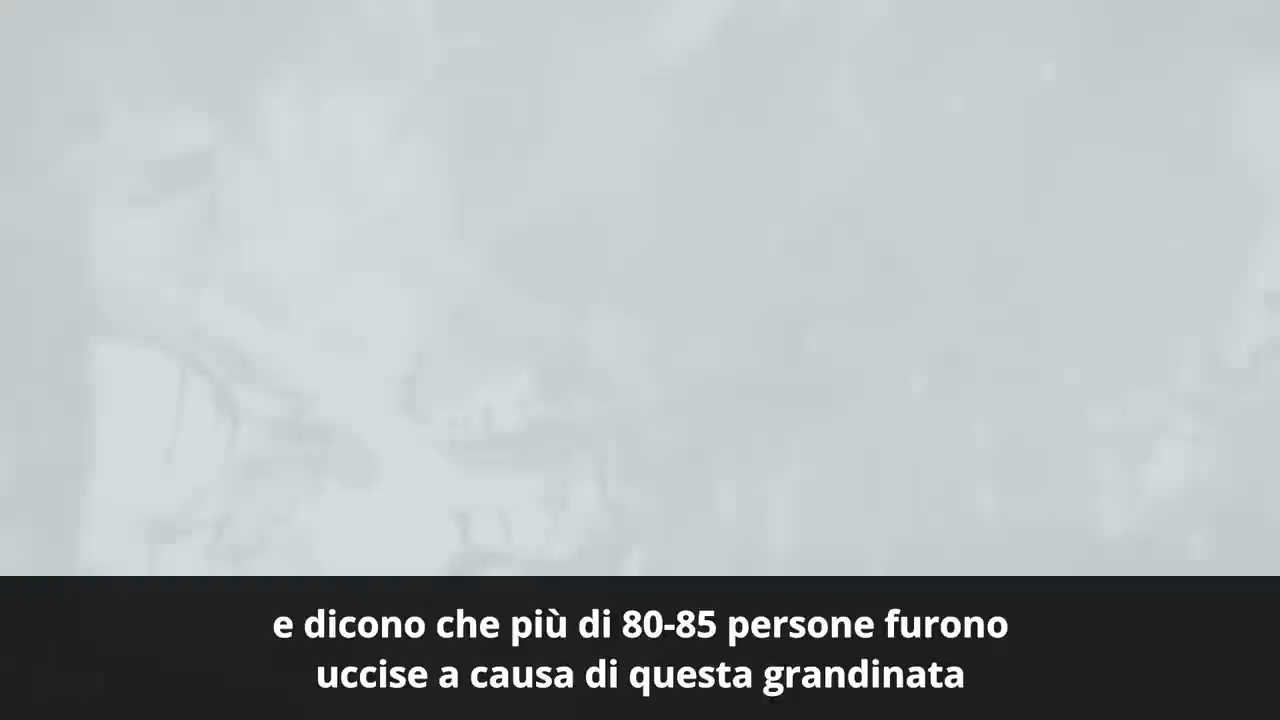 e dicono che più di 80-85 persone furono
uccise a causa di questa grandinata